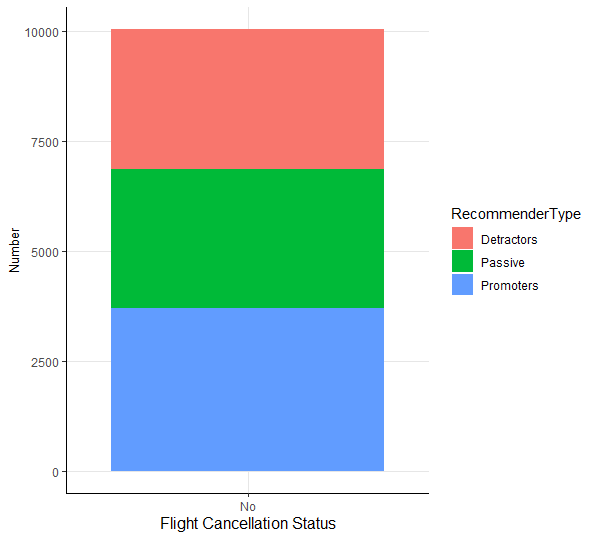 10000
7500
5000
2500
0
Number
No
Flight Cancellation Status
RecommenderType
Detractors
Passive
Promoters